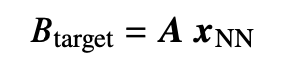 B_target = A x_NN